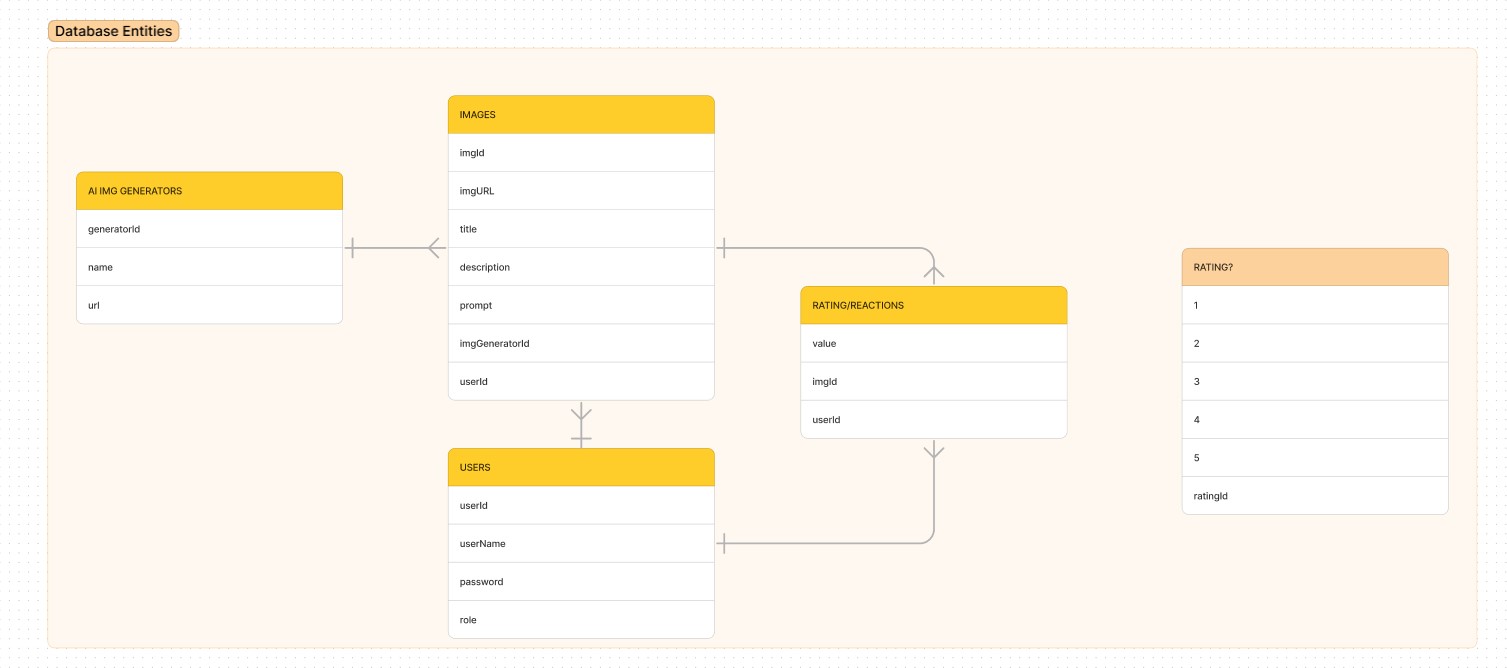 Database Entities
AI IMG GENERATORS
generatorId
name
url
IMAGES
imgId
imgURL
title
description
prompt
imgGeneratorId
userId
USERS
userId
userName
password
role
RATING/REACTIONS
value
imgId
userId
RATING?
1
2
3
4
5
ratingId